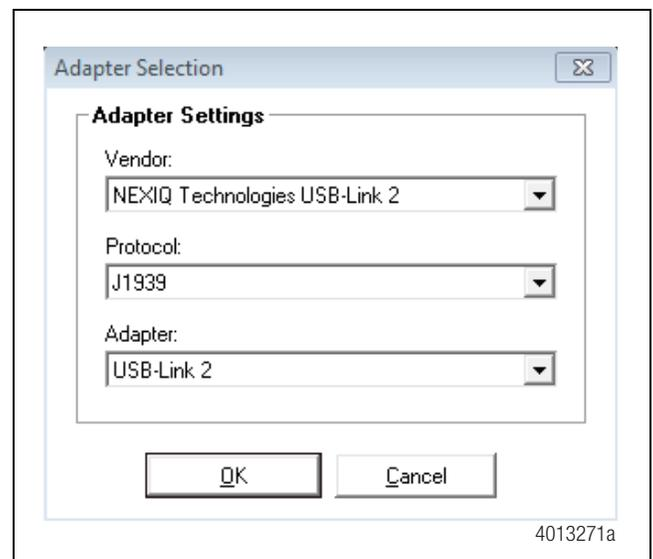 Adapter Selection
Adapter Settings
Vendor:
NEXIQ Technologies USB-Link 2
Protocol:
J1939
Adapter:
USB-Link 2
OK
Cancel
4013271a